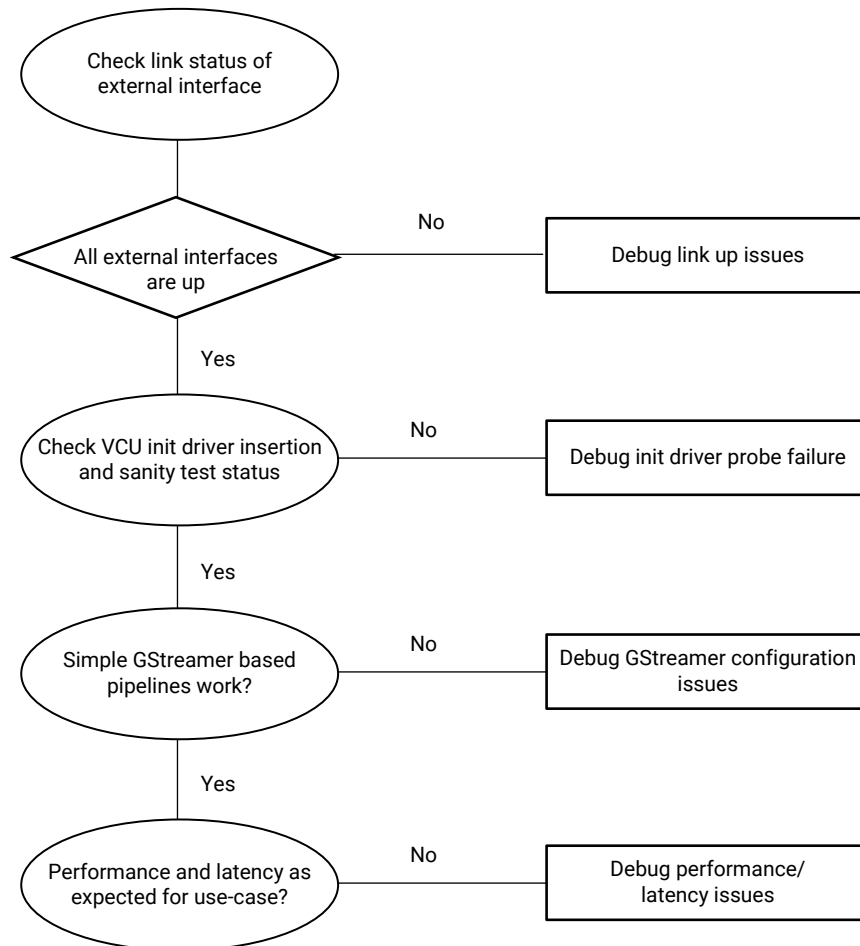 Check link status of
external interface
No
All external interfaces
are up
Debug link up issues
Yes
Check VCU init driver insertion
and sanity test status
No
Debug init driver probe failure
Yes
Simple GStreamer based
pipelines work?
No
Debug GStreamer configuration
issues
Yes
Performance and latency as
expected for use-case?
No
Debug performance/
latency issues